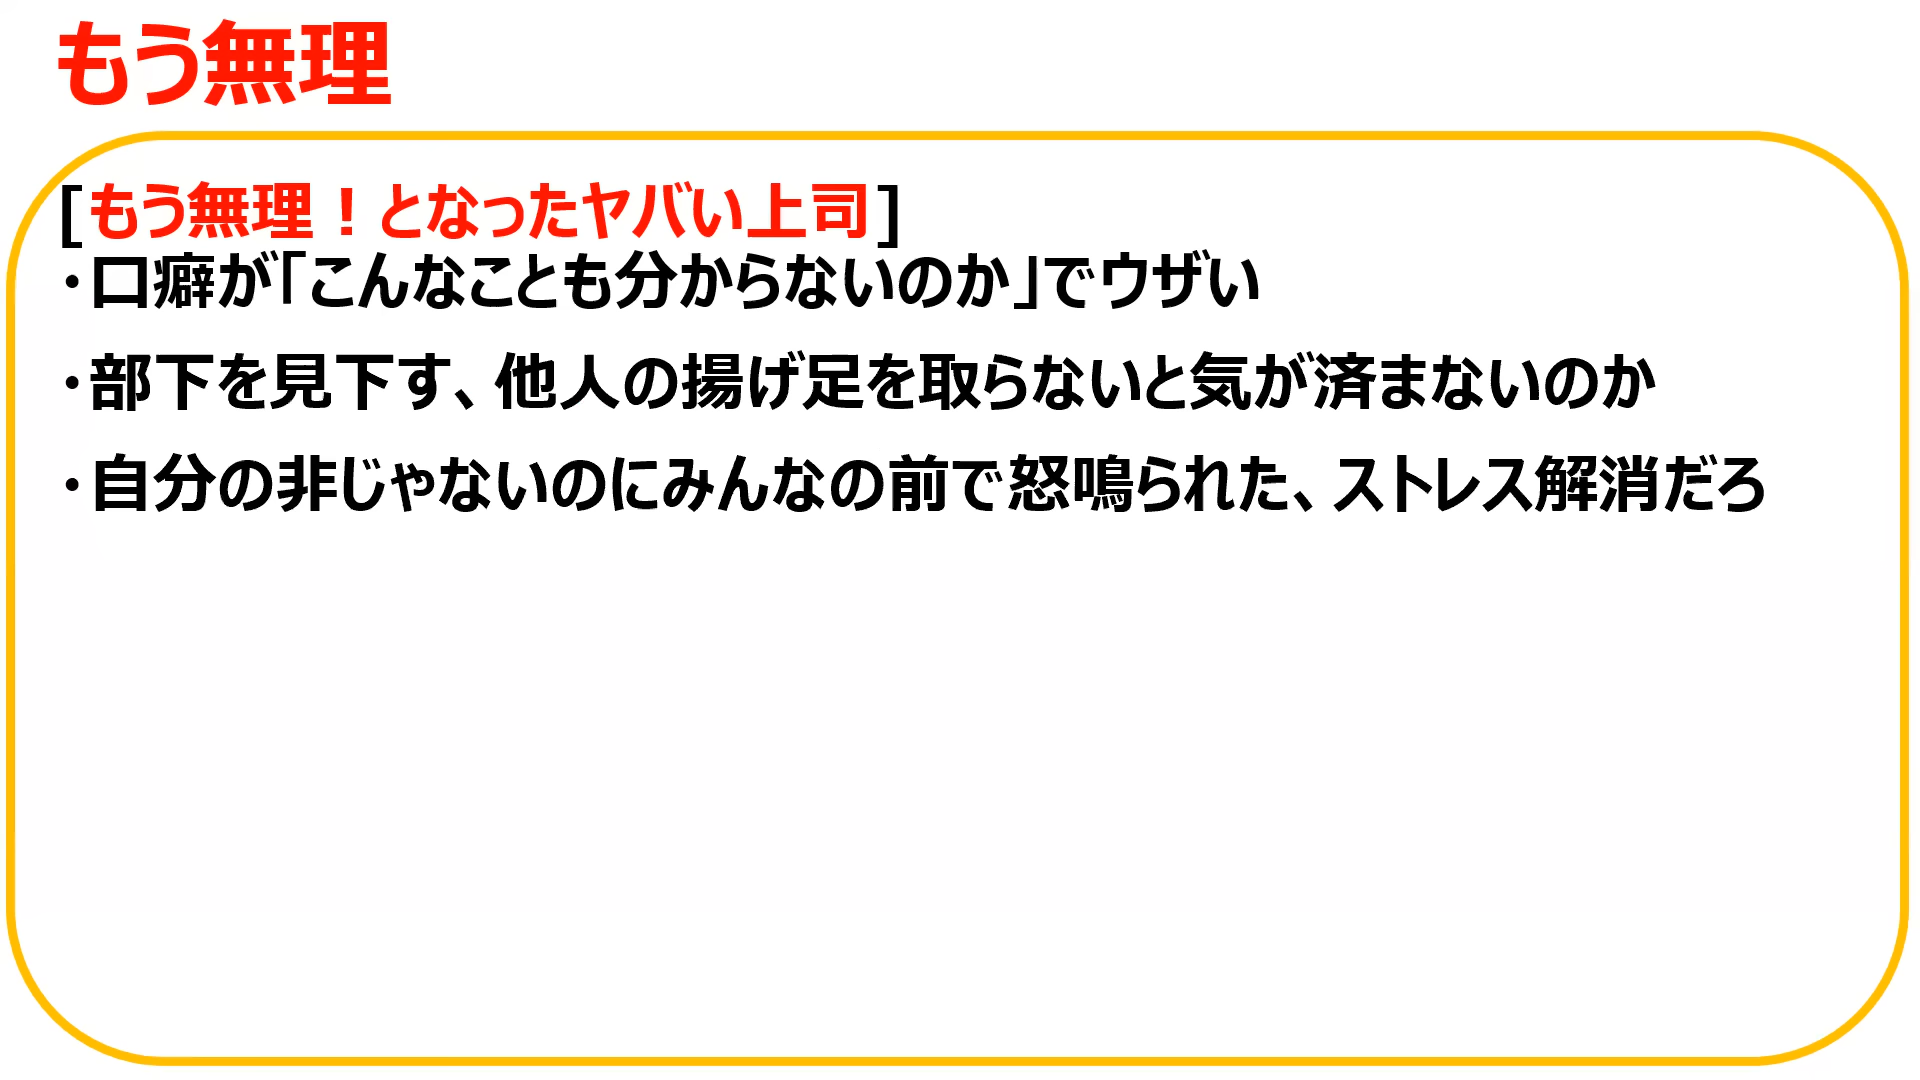 もう無理
[もう無理！となったヤバい上司]
・口癖が「こんなことも分からないのか」でウザい
・部下を見下す、他人の揚げ足を取らないと気が済まないのか
・自分の非じゃないのにみんなの前で怒鳴られた、ストレス解消だろ